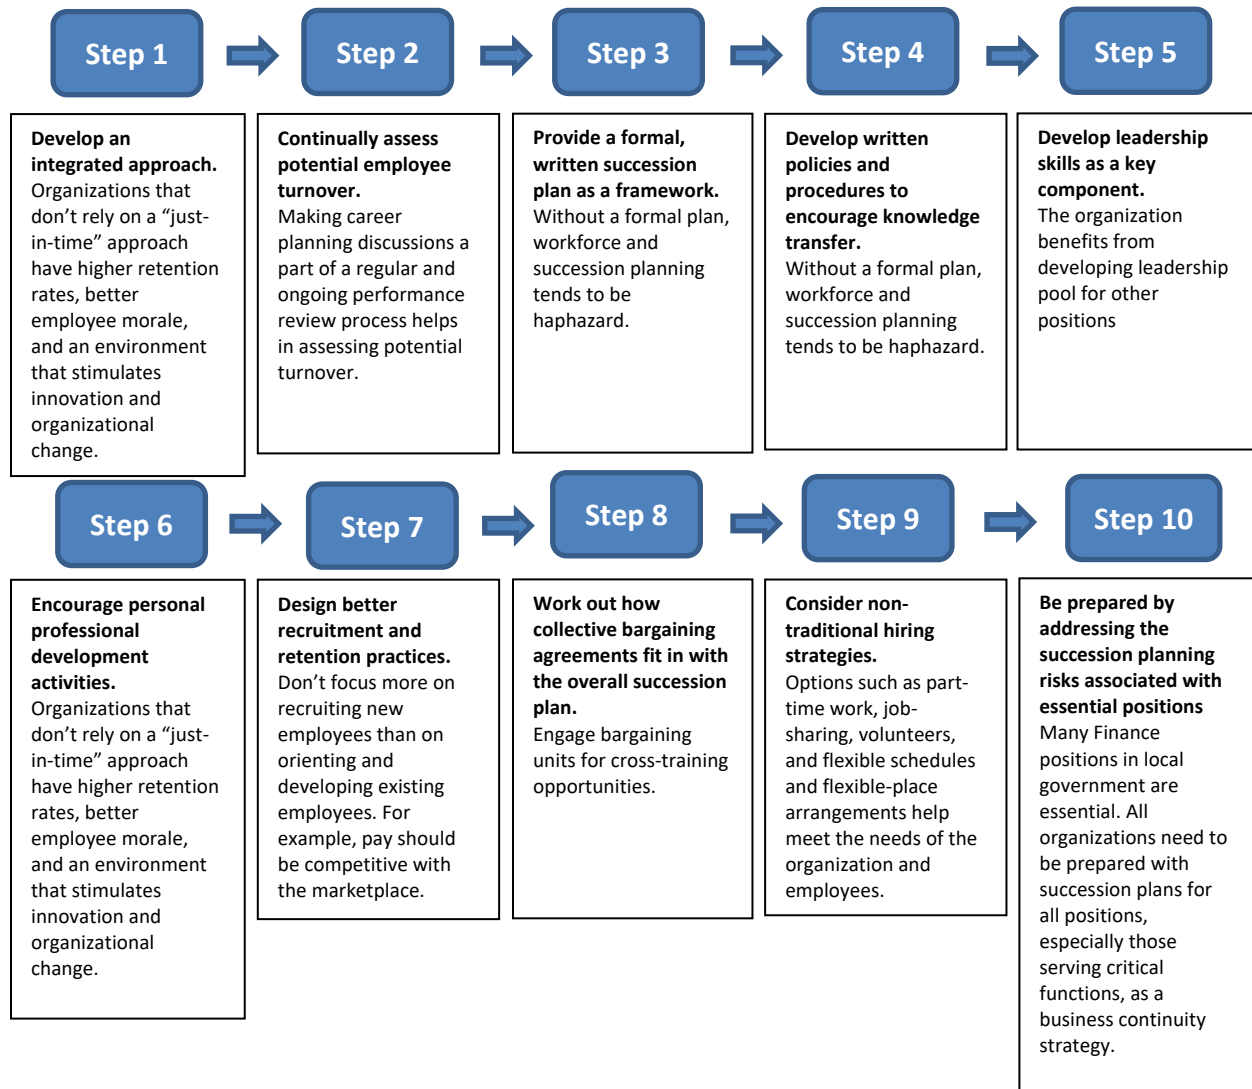 Step 1
Step 2
Step 3
Step 4
Step 5
Develop an
integrated approach.
Organizations that
don’t rely on a “just-
in-time” approach
have higher retention
rates, better
employee morale,
and an environment
that stimulates
innovation and
organizational
change.
Continually assess
potential employee
turnover.
Making career
planning discussions a
part of a regular and
ongoing performance
review process helps
in assessing potential
turnover.
Provide a formal,
written succession
plan as a framework.
Without a formal plan,
workforce and
succession planning
tends to be
haphazard.
Develop written
policies and
procedures to
encourage knowledge
transfer.
Without a formal plan,
workforce and
succession planning
tends to be haphazard.
Develop leadership
skills as a key
component.
The organization
benefits from
developing leadership
pool for other
positions
Step 6
Step 7
Step 8
Step 9
Step 10
Encourage personal
professional
development
activities.
Organizations that
don’t rely on a “just-
in-time” approach
have higher retention
rates, better
employee morale,
and an environment
that stimulates
innovation and
organizational
change.
Design better
recruitment and
retention practices.
Don’t focus more on
recruiting new
employees than on
orienting and
developing existing
employees. For
example, pay should
be competitive with
the marketplace.
Work out how
collective bargaining
agreements fit in with
the overall succession
plan.
Engage bargaining
units for cross-training
opportunities.
Consider non-
traditional hiring
strategies.
Options such as part-
time work, job-
sharing, volunteers,
and flexible schedules
and flexible-place
arrangements help
meet the needs of the
organization and
employees.
Be prepared by
addressing the
succession planning
risks associated with
essential positions
Many Finance
positions in local
government are
essential. All
organizations need to
be prepared with
succession plans for
all positions,
especially those
serving critical
functions, as a
business continuity
strategy.